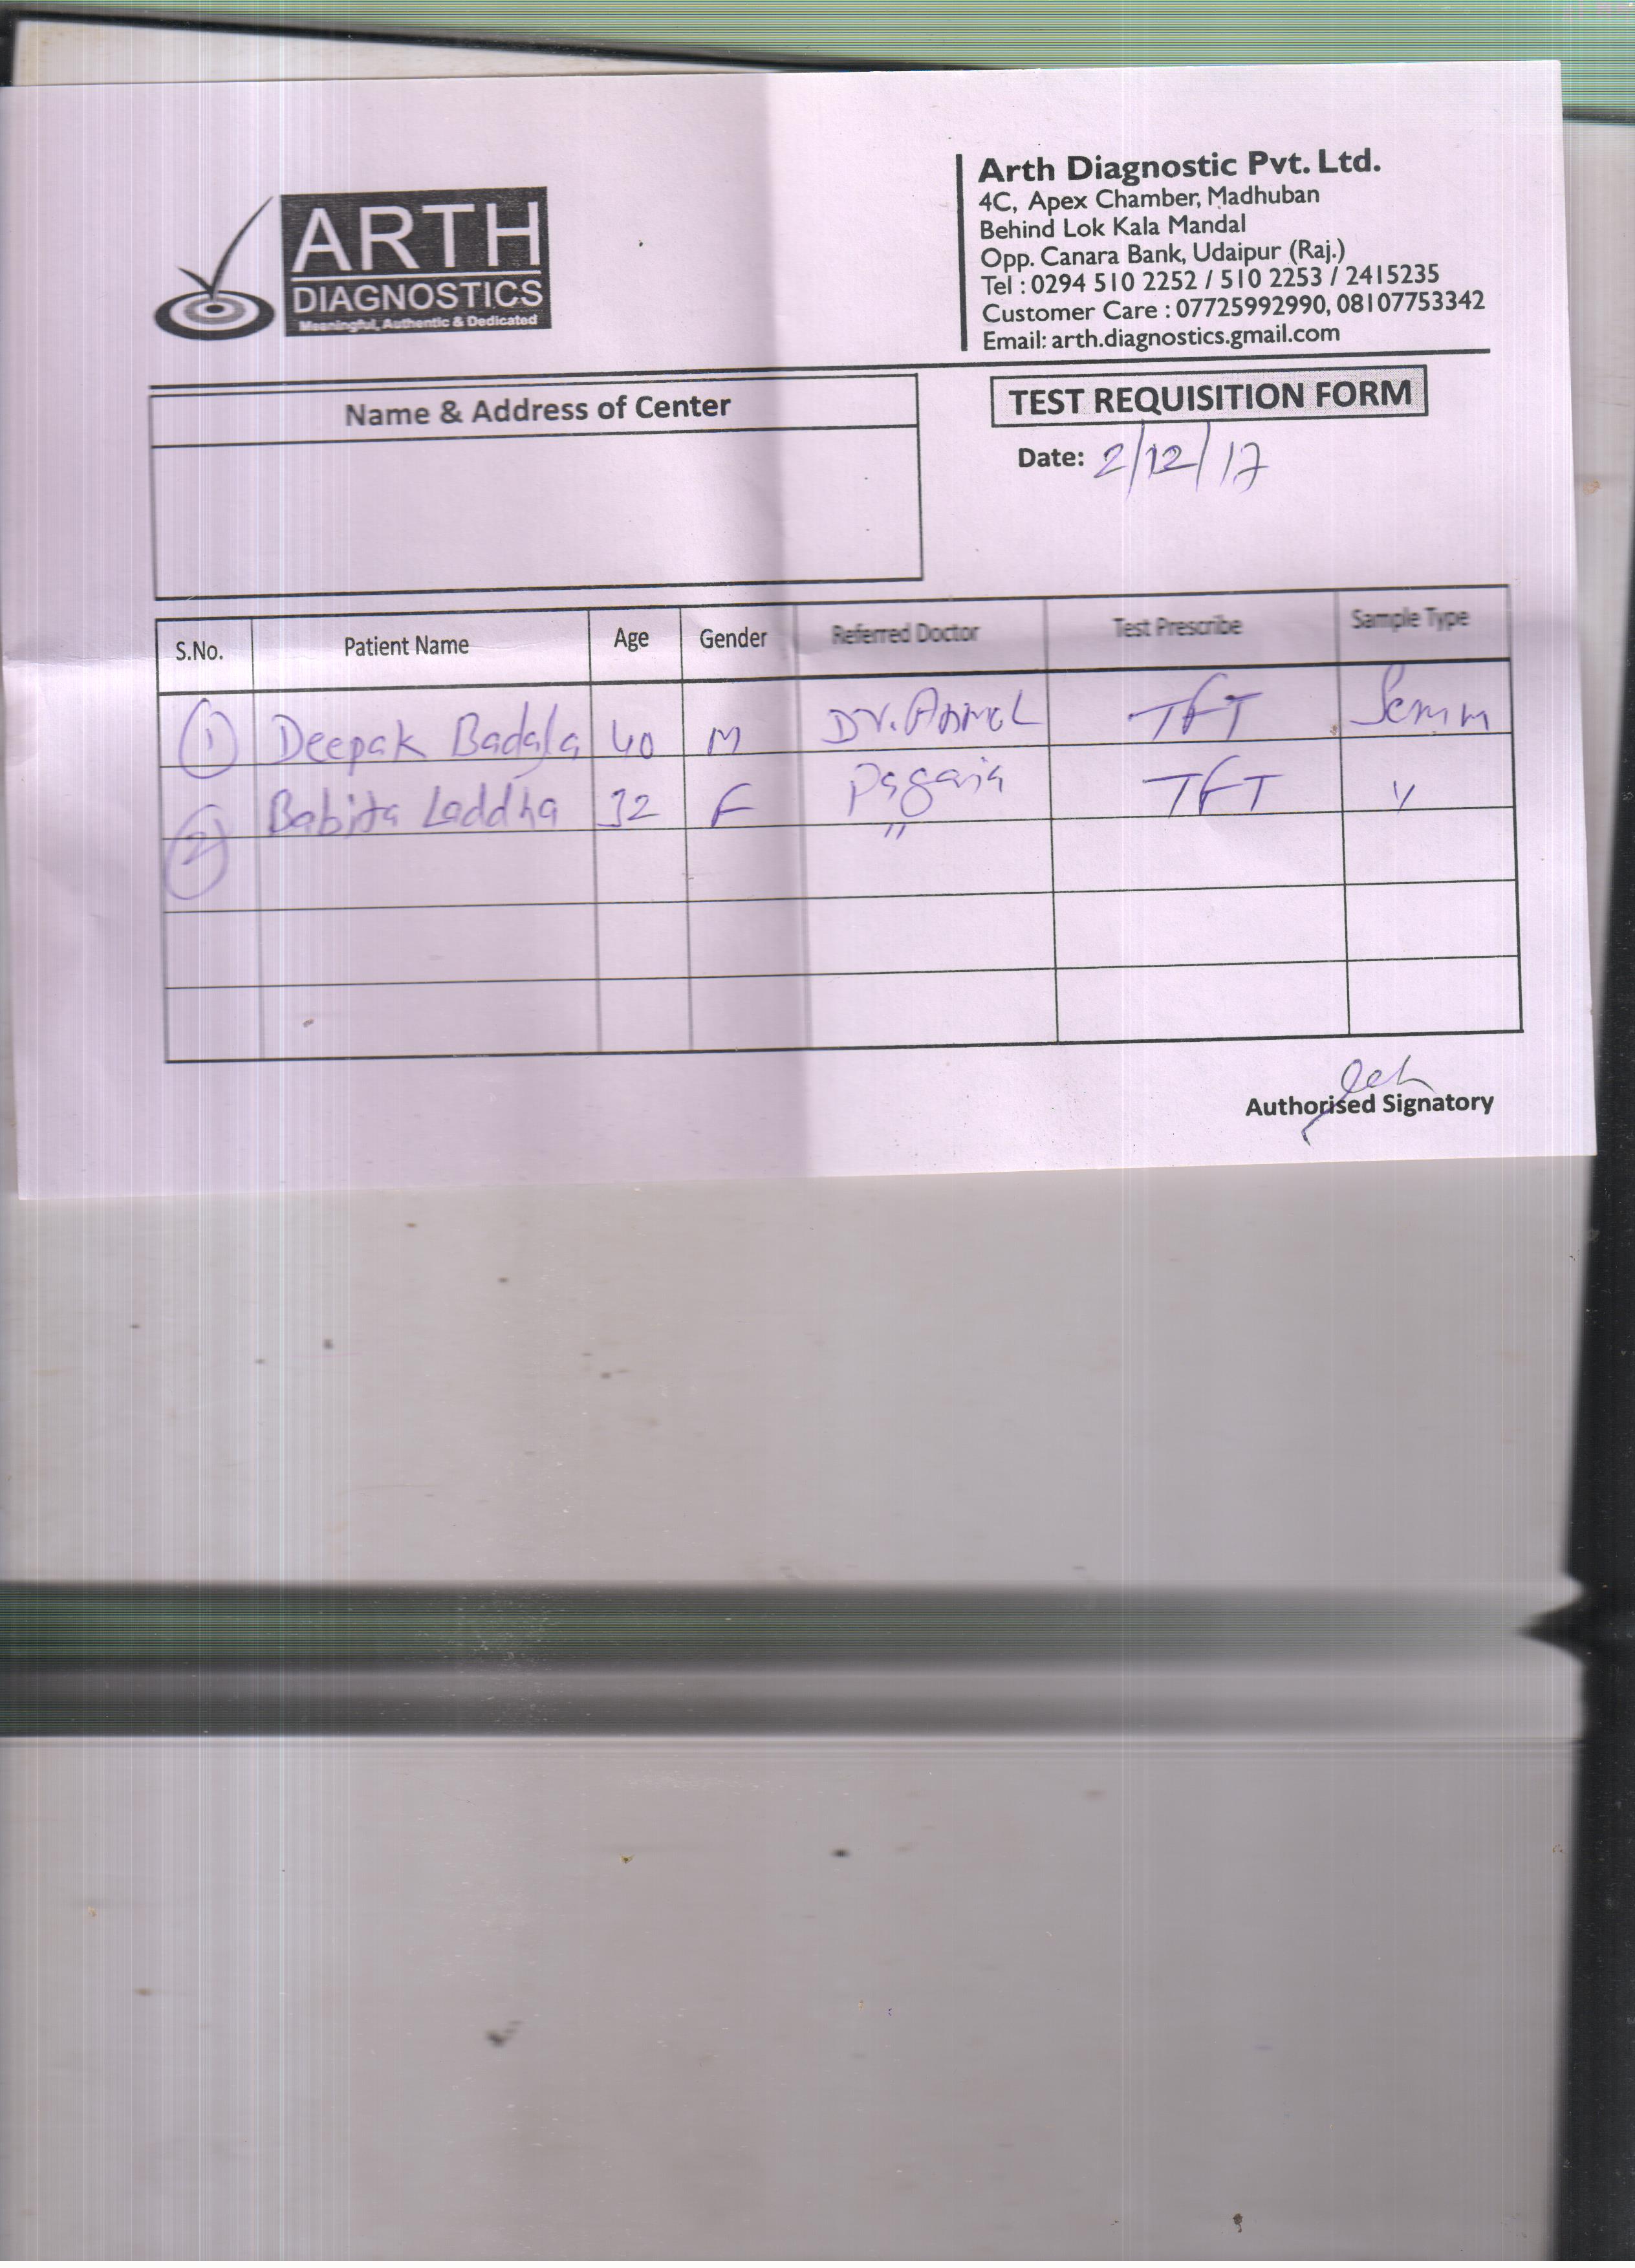 ARTH
DIAGNOSTICS
Meaningful, Authentic & Dedicated
Arth Diagnostic Pvt. Ltd.
4C, Apex Chamber, Madhuban
Behind Lok Kala Mandal
Opp. Canara Bank, Udaipur (Raj.)
Tel : 0294 510 2252 / 510 2253 / 2415235
Customer Care : 07725992990, 08107753342
Email: arth.diagnostics.gmail.com
Name & Address of Center
TEST REQUISITION FORM
Date: 2/12/17
S.No. Patient Name Age Gender Referred Doctor Test Prescribe Sample Type
1 Deepak Badala 40 M Dr. Anmol TFT Serum
2 Babita Laddha 32 F Pagaria TFT "
"
Authorised Signatory